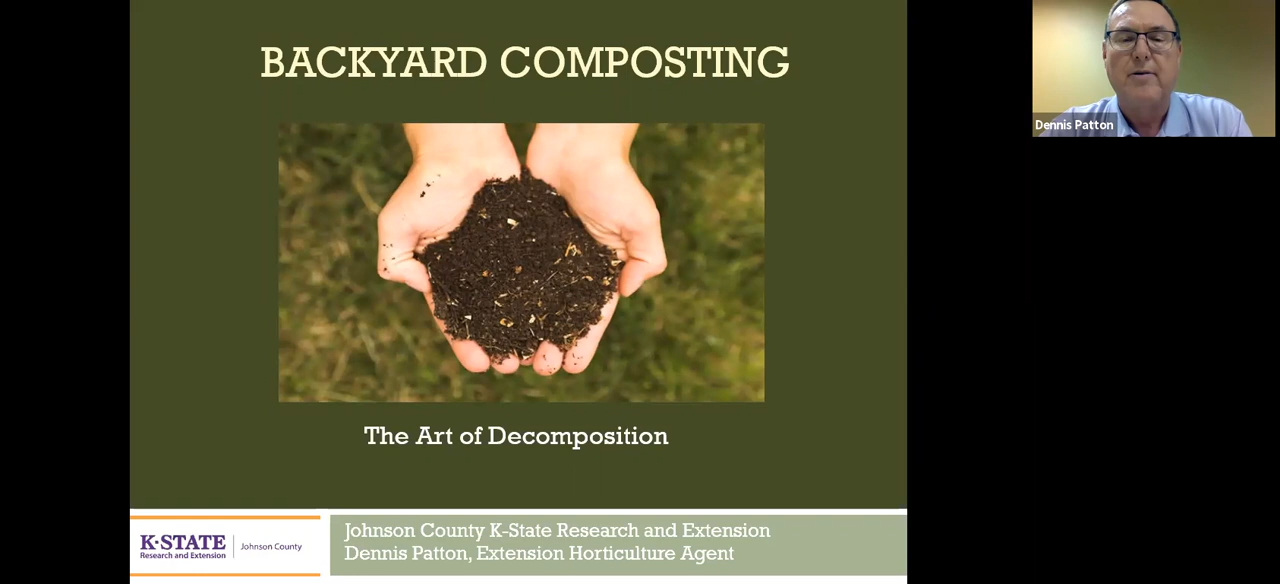 BACKYARD COMPOSTING
Dennis Patton
The Art of Decomposition
K·STATE
Research and Extension
Johnson County
Johnson County K-State Research and Extension
Dennis Patton, Extension Horticulture Agent